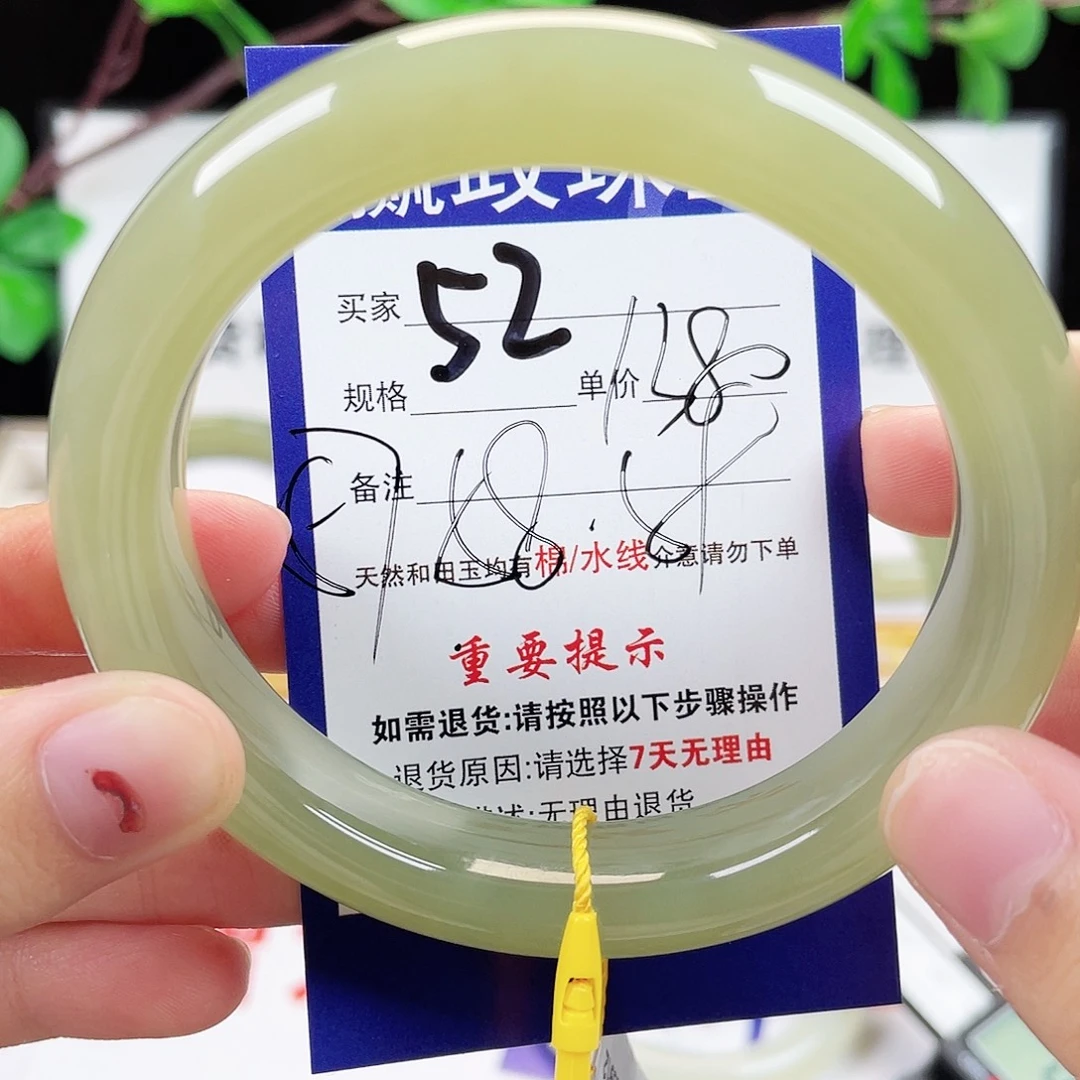 买家 52
规格 单价 1480
备注
天然和田玉均有棉/水线介意请勿下单
重要提示
如需退货:请按照以下步骤操作
退货原因:请选择7天无理由
述:无理由退货